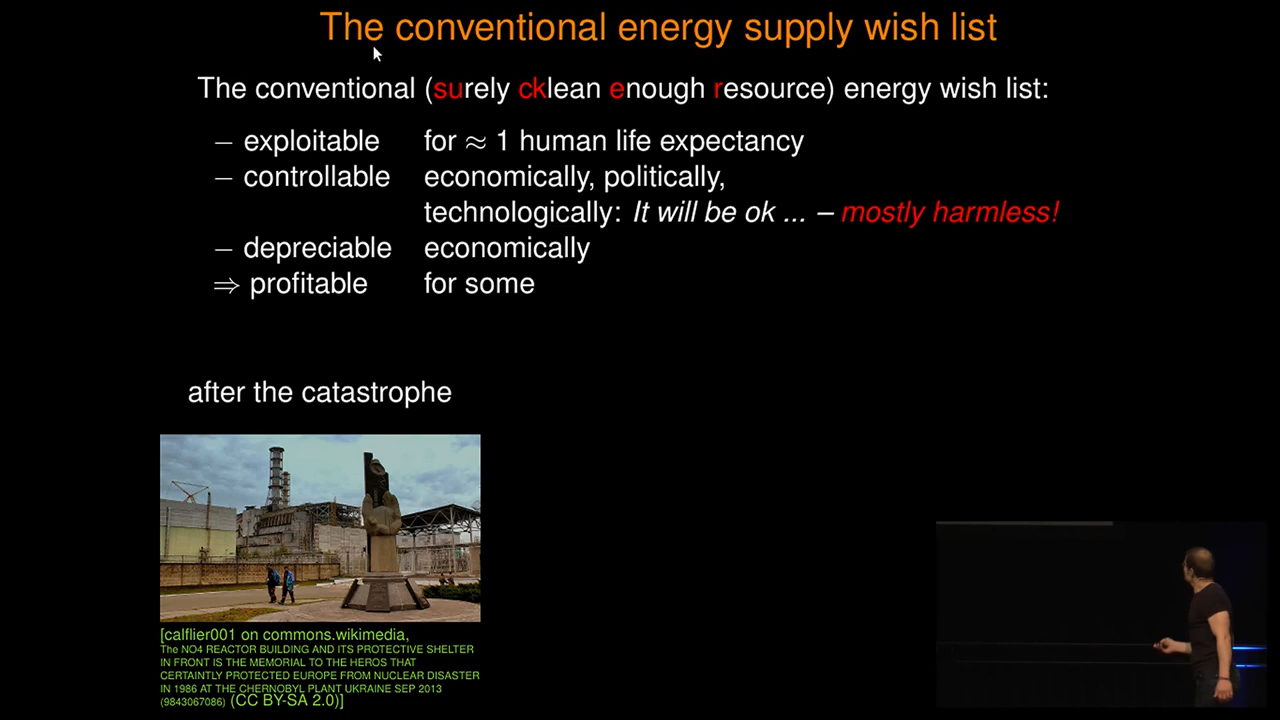 The conventional energy supply wish list
The conventional (surely cklean enough resource) energy wish list:
– exploitable for ≈ 1 human life expectancy
– controllable economically, politically,
technologically: It will be ok ... – mostly harmless!
– depreciable economically
⇒ profitable for some
after the catastrophe
[calflier001 on commons.wikimedia,
The NO4 REACTOR BUILDING AND ITS PROTECTIVE SHELTER
IN FRONT IS THE MEMORIAL TO THE HEROS THAT
CERTAINTLY PROTECTED EUROPE FROM NUCLEAR DISASTER
IN 1986 AT THE CHERNOBYL PLANT UKRAINE SEP 2013
(9843067086) (CC BY-SA 2.0)]